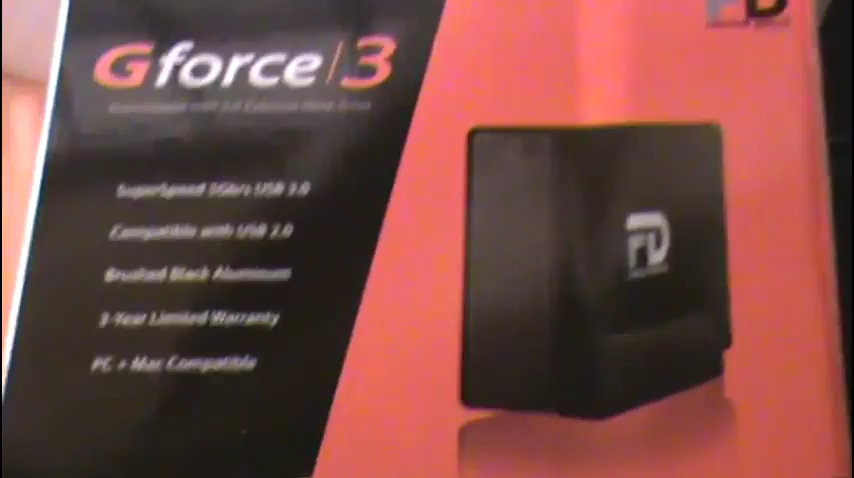 FD
Gforce/3
SuperSpeed 5Gb/s USB 3.0
Compatible with USB 2.0
Brushed Black Aluminum
PC + Mac Compatible
-Year Limited Warranty
FD